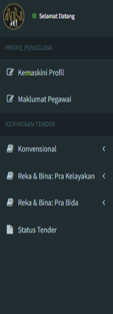 Selamat Datang
PROFIL PENGGUNA
Kemaskini Profil
Maklumat Pegawai
KENYATAAN TENDER
Konvensional
Reka & Bina: Pra Kelayakan
Reka & Bina: Pra Bida
Status Tender